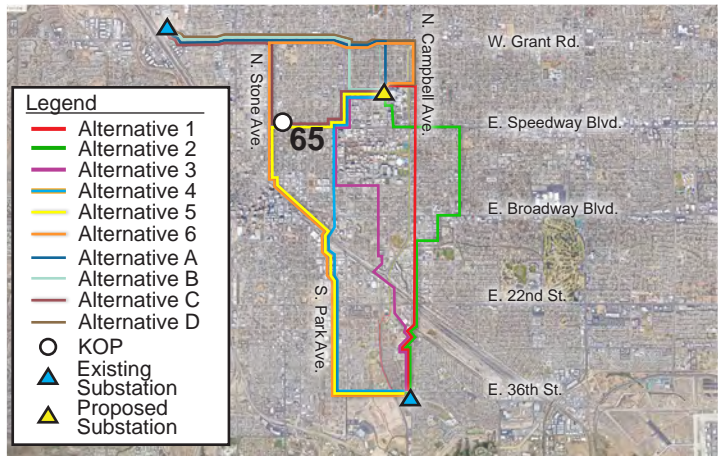 W. Grant Rd.
N. Campbell Ave.
N. Stone Ave.
65
E. Speedway Blvd.
E. Broadway Blvd.
E. 22nd St.
S. Park Ave.
E. 36th St.
Legend
Alternative 1
Alternative 2
Alternative 3
Alternative 4
Alternative 5
Alternative 6
Alternative A
Alternative B
Alternative C
Alternative D
KOP
Existing
Substation
Proposed
Substation